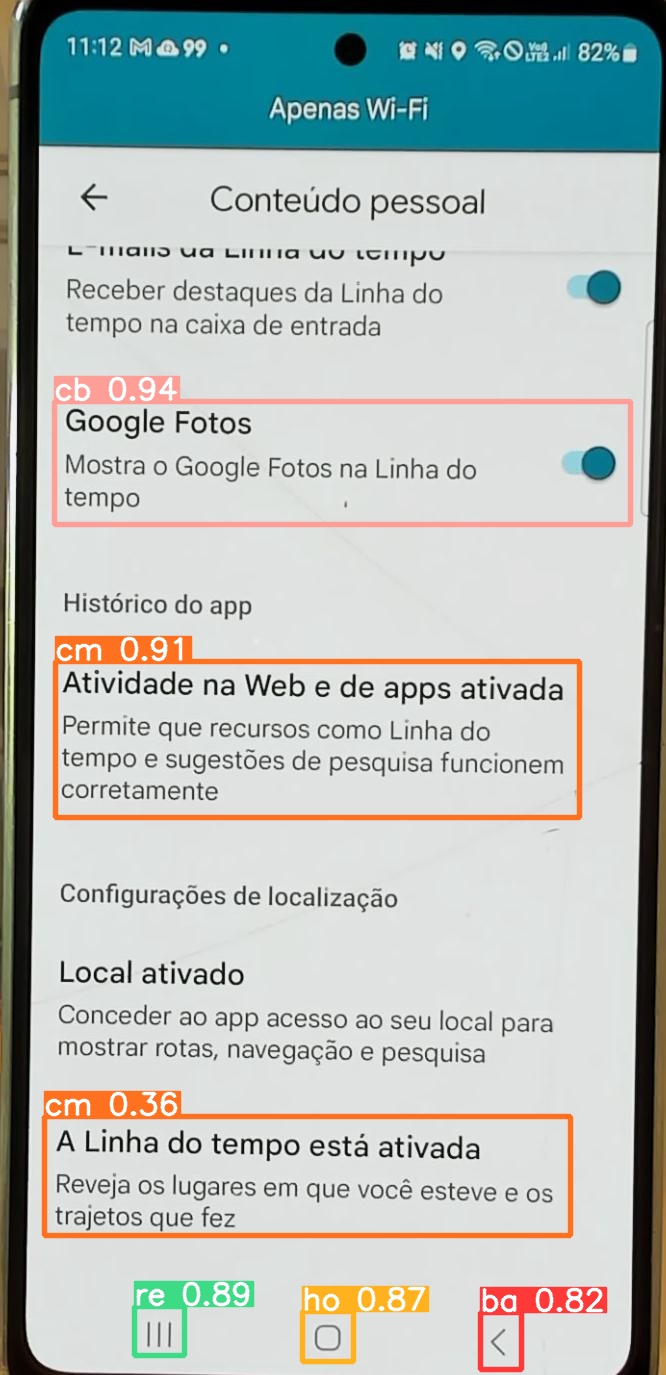 11:12 99 82%
Apenas Wi-Fi
Conteúdo pessoal
E-mails da Linha do tempo
Receber destaques da Linha do
tempo na caixa de entrada
cb 0.94
Google Fotos
Mostra o Google Fotos na Linha do
tempo
Histórico do app
cm 0.91
Atividade na Web e de apps ativada
Permite que recursos como Linha do
tempo e sugestões de pesquisa funcionem
corretamente
Configurações de localização
Local ativado
Conceder ao app acesso ao seu local para
mostrar rotas, navegação e pesquisa
cm 0.36
A Linha do tempo está ativada
Reveja os lugares em que você esteve e os
trajetos que fez
re 0.89
ho 0.87
ba 0.82